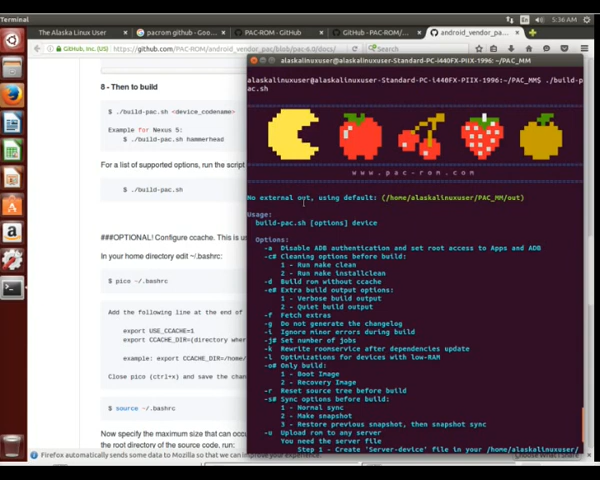 Terminal
5:36 AM
The Alaska Linux User
pacrom github - Goo...
PAC-ROM · GitHub
GitHub - PAC-ROM/...
android_vendor_pa...
GitHub, Inc. (US)
https://github.com/PAC-ROM/android_vendor_pac/blob/pac-6.0/docs/
Search
8 - Then to build
$ ./build-pac.sh <device_codename>
Example for Nexus 5:
$ ./build-pac.sh hammerhead
For a list of supported options, run the script
$ ./build-pac.sh
###OPTIONAL! Configure ccache. This is u
In your home directory edit ~/.bashrc:
$ pico ~/.bashrc
Add the following line at the end of
export USE_CCACHE=1
export CCACHE_DIR=(directory wher
example: export CCACHE_DIR=/home/
Close pico (ctrl+x) and save the chan
$ source ~/.bashrc
Now specify the maximum size that can occu
the root directory of the source code, run:
Firefox automatically sends some data to Mozilla so that we can improve your experience.
Choose What I Share
alaskalinuxuser@alaskalinuxuser-Standard-PC-i440FX-PIIX-1996: ~/PAC_MM
alaskalinuxuser@alaskalinuxuser-Standard-PC-i440FX-PIIX-1996:~/PAC_MM$ ./build-p
ac.sh
www.pac-rom.com
No external out, using default: (/home/alaskalinuxuser/PAC_MM/out)
Usage:
build-pac.sh [options] device
Options:
-a Disable ADB authentication and set root access to Apps and ADB
-c# Cleaning options before build:
1 - Run make clean
2 - Run make installclean
-d Build rom without ccache
-e# Extra build output options:
1 - Verbose build output
2 - Quiet build output
-f Fetch extras
-g Do not generate the changelog
-i Ignore minor errors during build
-j# Set number of jobs
-k Rewrite roomservice after dependencies update
-l Optimizations for devices with low-RAM
-o# Only build:
1 - Boot Image
2 - Recovery Image
-r Reset source tree before build
-s# Sync options before build:
1 - Normal sync
2 - Make snapshot
3 - Restore previous snapshot, then snapshot sync
-u Upload rom to any server
You need the server file
Step 1 - Create 'Server-device' file in your /home/alaskalinuxuser/